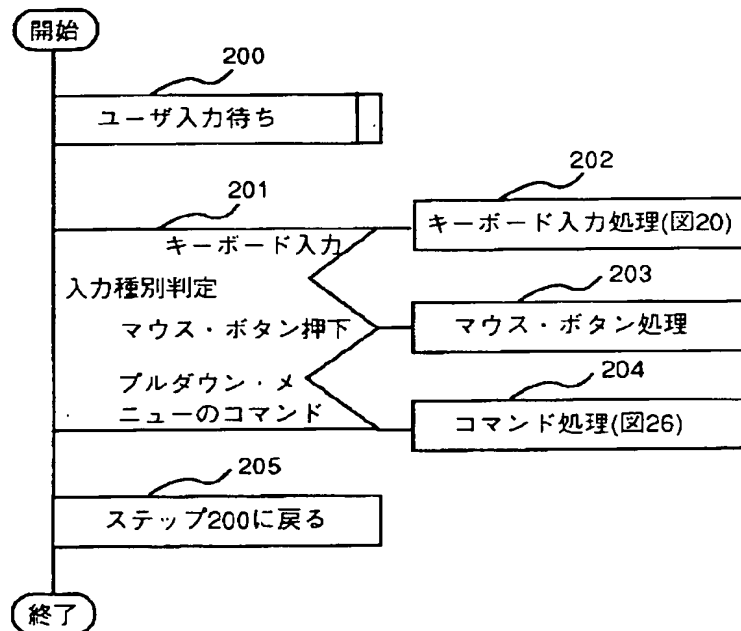 開始
200
ユーザ入力待ち
201
202
キーボード入力
キーボード入力処理(図20)
入力種別判定
203
マウス・ボタン押下
マウス・ボタン処理
プルダウン・メ
ニューのコマンド
204
コマンド処理(図26)
205
ステップ200に戻る
終了